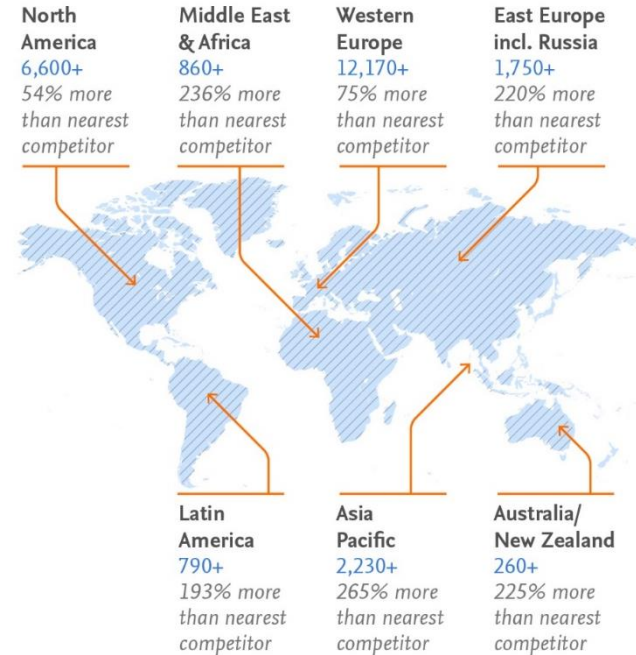 North
America
6,600+
54% more
than nearest
competitor
Middle East
& Africa
860+
236% more
than nearest
competitor
Western
Europe
12,170+
75% more
than nearest
competitor
East Europe
incl. Russia
1,750+
220% more
than nearest
competitor
Latin
America
790+
193% more
than nearest
competitor
Asia
Pacific
2,230+
265% more
than nearest
competitor
Australia/
New Zealand
260+
225% more
than nearest
competitor